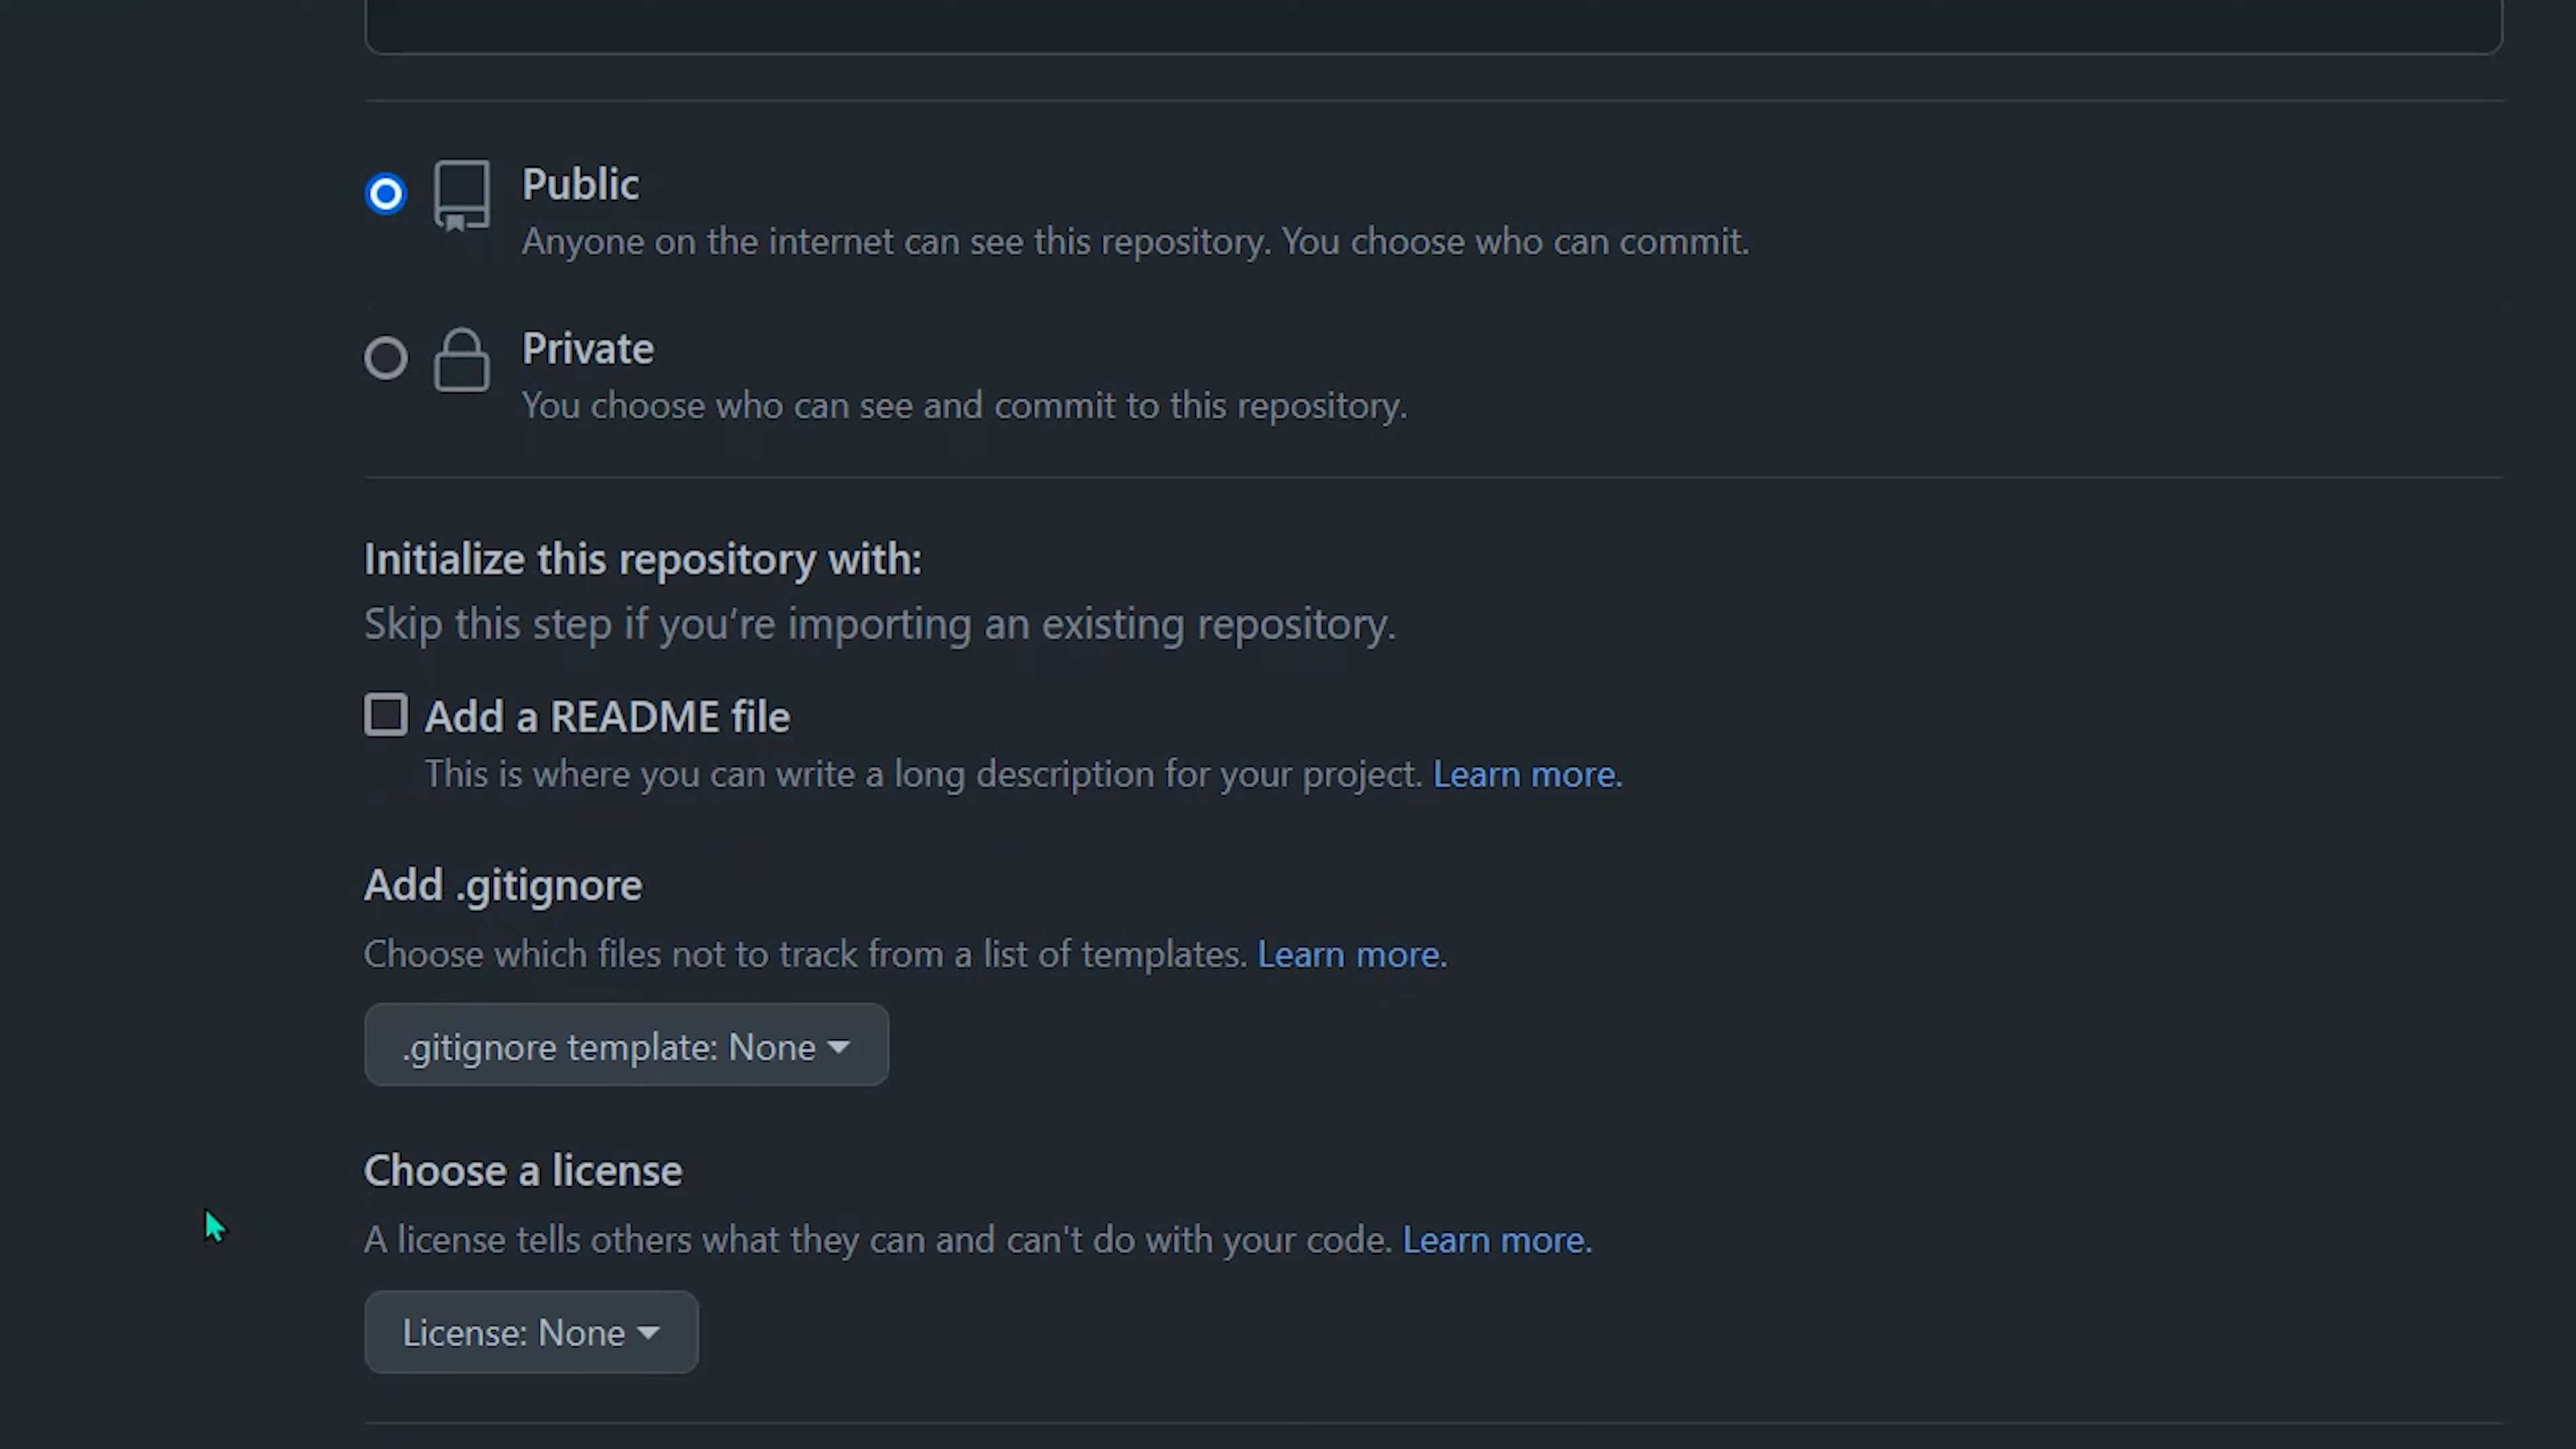 Public
Anyone on the internet can see this repository. You choose who can commit.
Private
You choose who can see and commit to this repository.
Initialize this repository with:
Skip this step if you’re importing an existing repository.
Add a README file
This is where you can write a long description for your project. Learn more.
Add .gitignore
Choose which files not to track from a list of templates. Learn more.
.gitignore template: None
Choose a license
A license tells others what they can and can't do with your code. Learn more.
License: None